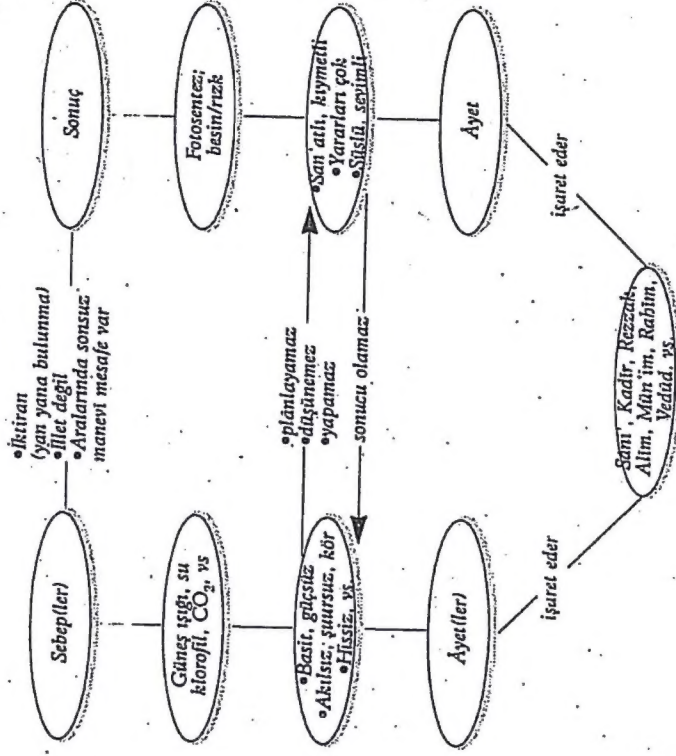 Sebep(ler)
•İktiran
(yan yana bulunma)
•İllet değil
•Aralarında sonsuz
manevi mesafe var
Sonuç
Güneş ışığı, su
klorofil, CO₂, vs
Fotosentez;
besin/rızk
•Basit, güçsüz
•Akılsız, şuursuz, kör
•Hissiz, vs.
•plânlayamaz
•düşünemez
•yapamaz
sonucu olamaz
•San'atlı, kıymetli
•Yararları çok
•Süslü, sevimli
Ayet(ler)
Ayet
işaret eder
işaret eder
Sani', Kadir, Rezzak,
Alim, Mün'im, Rahim,
Vedûd, vs.